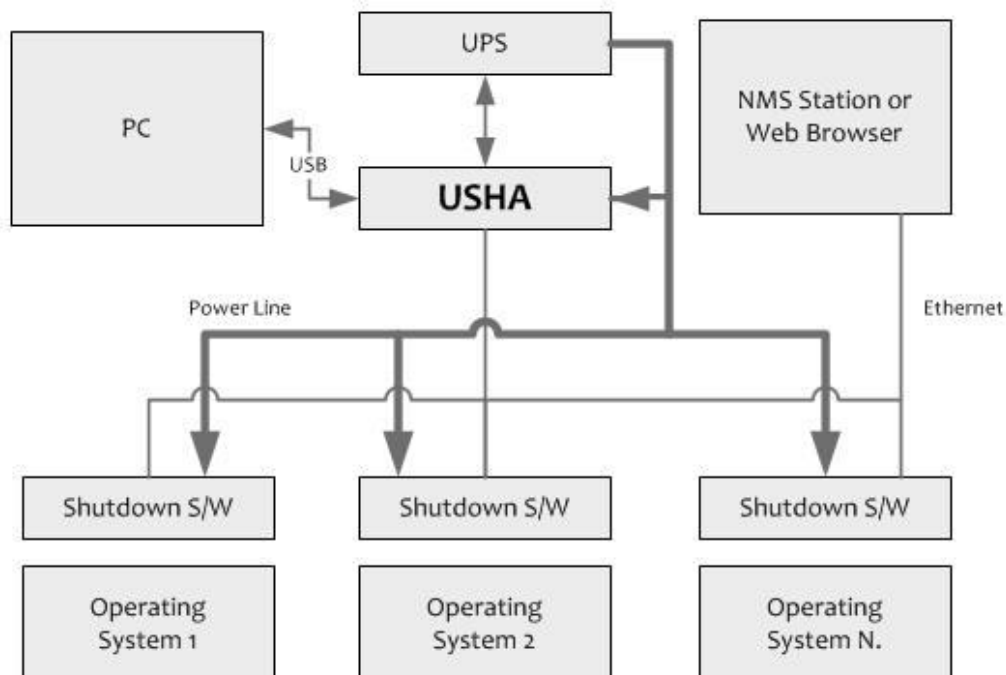 UPS
PC
NMS Station or
Web Browser
USB
USHA
Power Line
Ethernet
Shutdown S/W
Shutdown S/W
Shutdown S/W
Operating
System 1
Operating
System 2
Operating
System N.